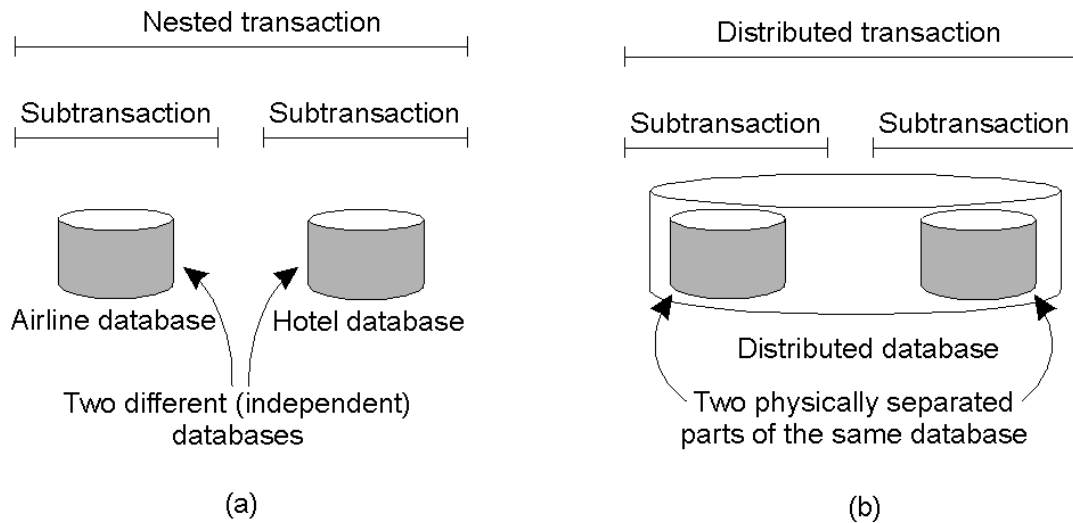 Nested transaction
Subtransaction
Subtransaction
Airline database
Hotel database
Two different (independent)
databases
(a)
Distributed transaction
Subtransaction
Subtransaction
Distributed database
Two physically separated
parts of the same database
(b)